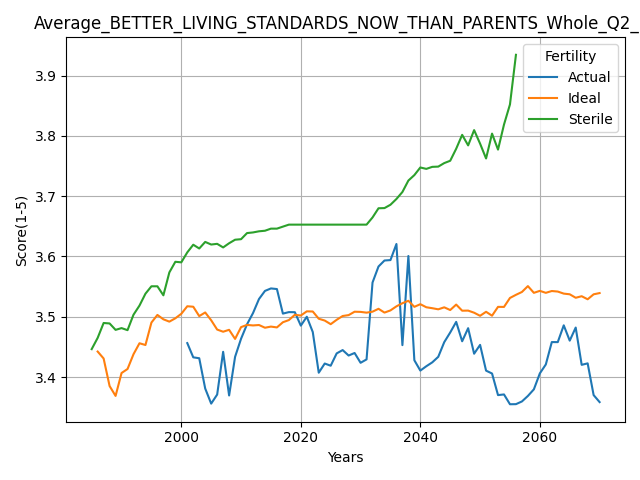 Average_BETTER_LIVING_STANDARDS_NOW_THAN_PARENTS_Whole_Q2_
Fertility
Actual
Ideal
Sterile
Score(1-5)
3.9
3.8
3.7
3.6
3.5
3.4
2000 2020 2040 2060
Years